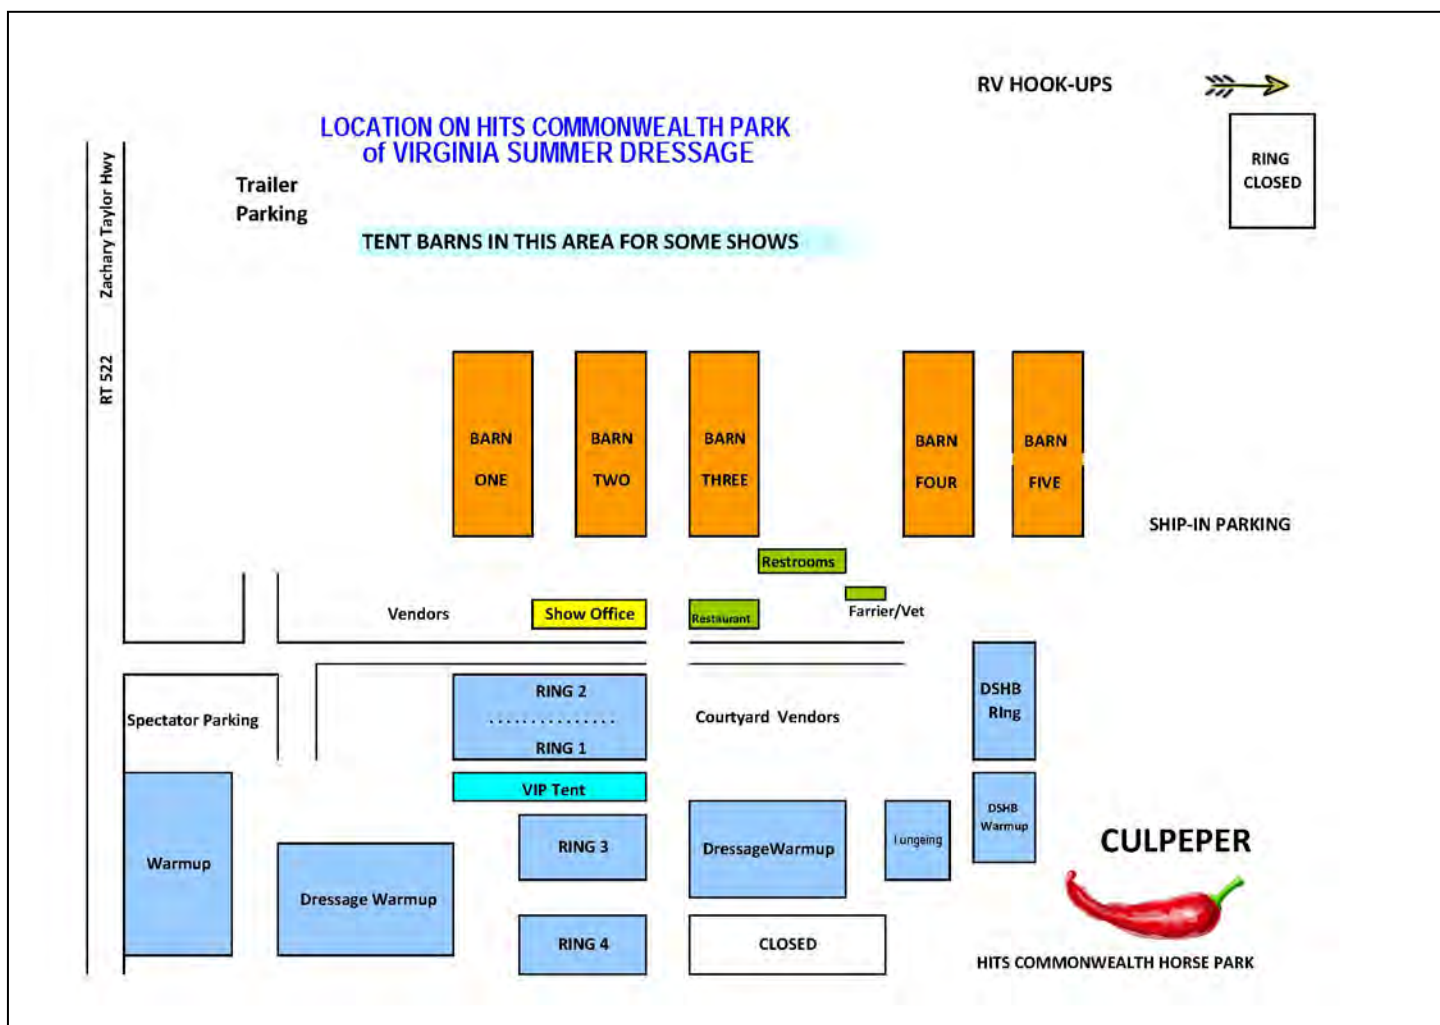 RV HOOK-UPS
LOCATION ON HITS COMMONWEALTH PARK
of VIRGINIA SUMMER DRESSAGE
RING
CLOSED
Trailer
Parking
RT 522 Zachary Taylor Hwy
TENT BARNS IN THIS AREA FOR SOME SHOWS
BARN
ONE
BARN
TWO
BARN
THREE
BARN
FOUR
BARN
FIVE
SHIP-IN PARKING
Restrooms
Vendors
Show Office
Restaurant
Farrier/Vet
Spectator Parking
RING 2
...............
RING 1
Courtyard Vendors
DSHB
RIng
VIP Tent
Warmup
Dressage Warmup
RING 3
DressageWarmup
Lungeing
DSHB
Warmup
CULPEPER
RING 4
CLOSED
HITS COMMONWEALTH HORSE PARK